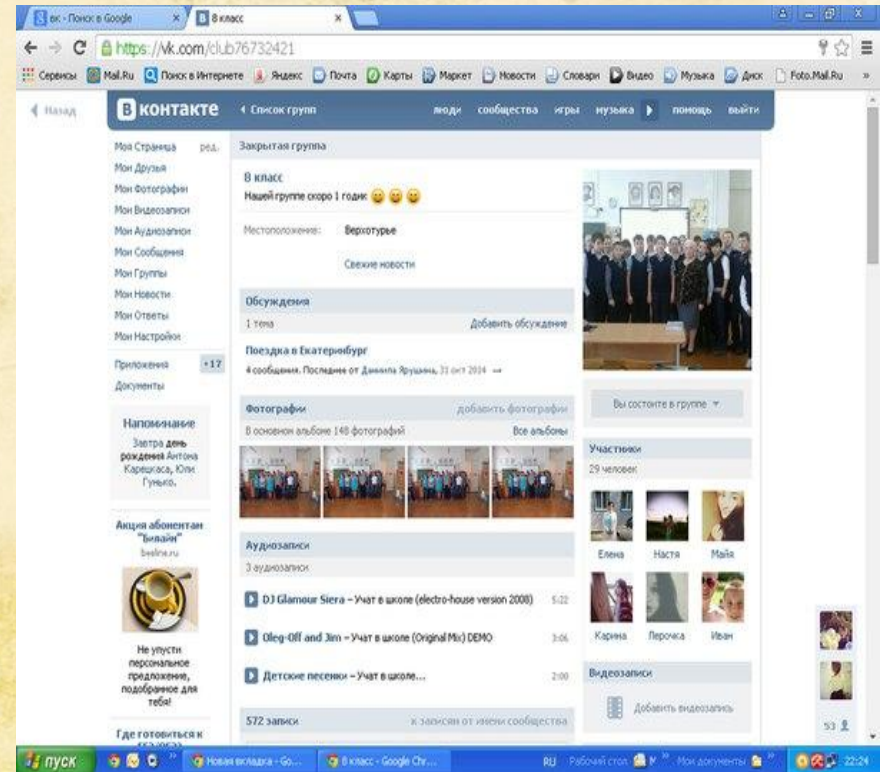 вк - Поиск в Google
8 класс
https://vk.com/club76732421
Сервисы Mail.Ru Поиск в Интернете Яндекс Почта Карты Маркет Новости Словари Видео Музыка Диск Foto.Mail.Ru »
Назад
В контакте
Список групп
люди сообщества игры музыка помощь выйти
Моя Страница ред.
Мои Друзья
Мои Фотографии
Мои Видеозаписи
Мои Аудиозаписи
Мои Сообщения
Мои Группы
Мои Новости
Мои Ответы
Мои Настройки
Приложения +17
Документы
Напоминание
Завтра день
рождения Антона
Карецкаса, Юли
Гунько.
Акция абонентам
"Билайн"
beeline.ru
Не упусти
персональное
предложение,
подобранное для
тебя!
Где готовиться к
Закрытая группа
8 класс
Нашей группе скоро 1 годик
Местоположение: Верхотурье
Свежие новости
Обсуждения
1 тема Добавить обсуждение
Поездка в Екатеринбург
4 сообщения. Последнее от Даниила Ярушина, 31 окт 2014 →
Фотографии добавить фотографии
В основном альбоме 148 фотографий Все альбомы
Аудиозаписи
3 аудиозаписи
DJ Glamour Siera – Учат в школе (electro-house version 2008) 5:22
Oleg-Off and Jim – Учат в школе (Original Mix) DEMO 3:06
Детские песенки – Учат в школе... 2:00
572 записи к записям от имени сообщества
Вы состоите в группе
Участники
29 человек
Елена Настя Майя
Карина Лерочка Иван
Видеозаписи
Добавить видеозапись
53
пуск
Новая вкладка - Go...
8 класс - Google Chr...
RU Рабочий стол
Мои документы
22:24